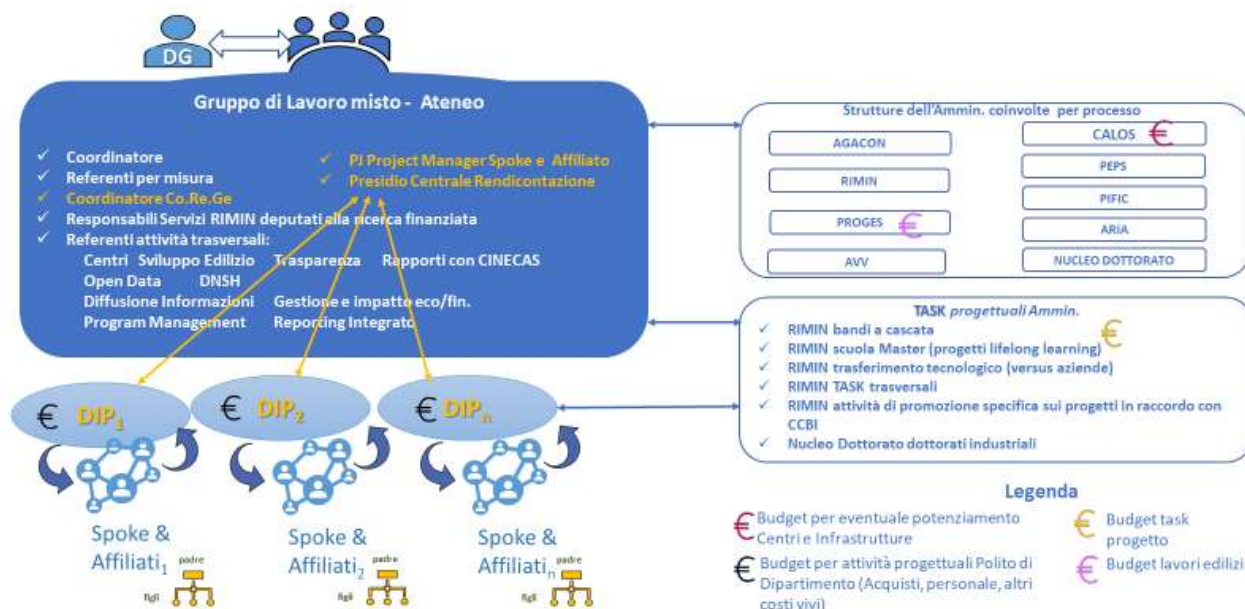 DG
Gruppo di Lavoro misto - Ateneo
✓ Coordinatore
✓ Referenti per misura
✓ Coordinatore Co.Re.Ge
✓ PJ Project Manager Spoke e Affiliato
✓ Presidio Centrale Rendicontazione
✓ Responsabili Servizi RIMIN deputati alla ricerca finanziata
✓ Referenti attività trasversali:
Centri Sviluppo Edilizio Trasparenza Rapporti con CINECAS
Open Data DNSH
Diffusione Informazioni Gestione e impatto eco/fin.
Program Management Reporting Integrato
€ DIP1
€ DIP2
€ DIPn
Spoke &
Affiliati1
padre
figli
Spoke &
Affiliati2
padre
figli
Spoke &
Affiliatin
padre
figli
Strutture dell'Ammin. coinvolte per processo
AGACON
RIMIN
PROGES €
AVV
CALOS €
PEPS
PIFIC
ARIA
NUCLEO DOTTORATO
TASK progettuali Ammin.
✓ RIMIN bandi a cascata €
✓ RIMIN scuola Master (progetti lifelong learning)
✓ RIMIN trasferimento tecnologico (versus aziende)
✓ RIMIN TASK trasversali
✓ RIMIN attività di promozione specifica sui progetti in raccordo con
CCBI
✓ Nucleo Dottorato dottorati industriali
Legenda
€ Budget per eventuale potenziamento
Centri e Infrastrutture
€ Budget per attività progettuali Polito di
Dipartimento (Acquisti, personale, altri
costi vivi)
€ Budget task
progetto
€ Budget lavori edilizi